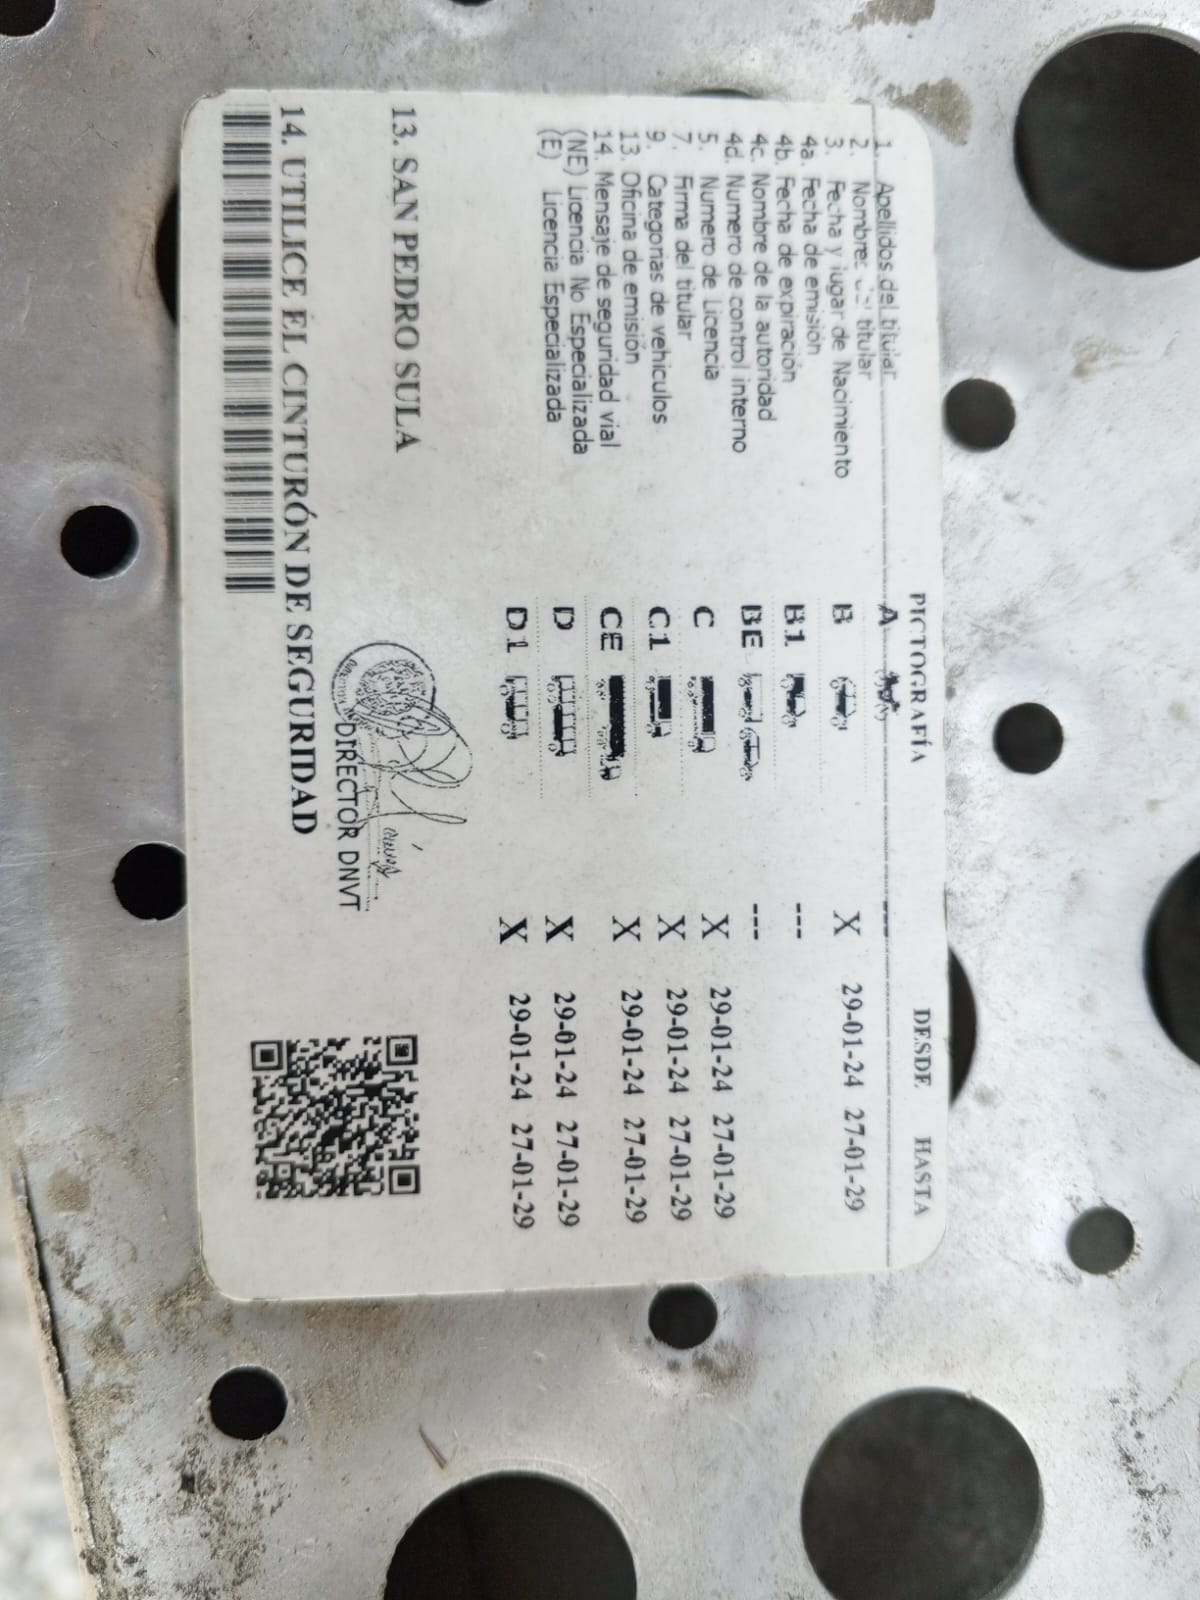 PICTOGRAFÍA DESDE HASTA
1. Apellidos del titular
2. Nombres del titular
3. Fecha y lugar de Nacimiento
4a. Fecha de emisión
4b. Fecha de expiración
4c. Nombre de la autoridad
4d. Numero de control interno
5. Numero de Licencia
7. Firma del titular
9. Categorias de vehiculos
13. Oficina de emisión
14. Mensaje de seguridad vial
(NE) Licencia No Especializada
(E) Licencia Especializada
A
B X 29-01-24 27-01-29
B1 ---
BE ---
C X 29-01-24 27-01-29
C1 X 29-01-24 27-01-29
CE X 29-01-24 27-01-29
D X 29-01-24 27-01-29
D1 X 29-01-24 27-01-29
13. SAN PEDRO SULA
DIRECTOR DNVT
14. UTILICE EL CINTURÓN DE SEGURIDAD